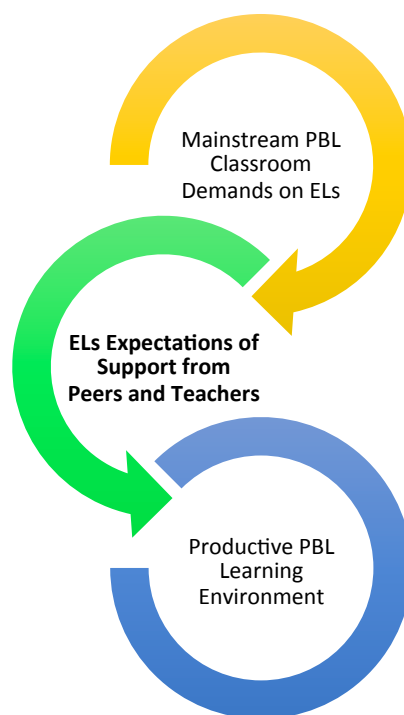 Mainstream PBL
Classroom
Demands on ELs
ELs Expectations of
Support from
Peers and Teachers
Productive PBL
Learning
Environment